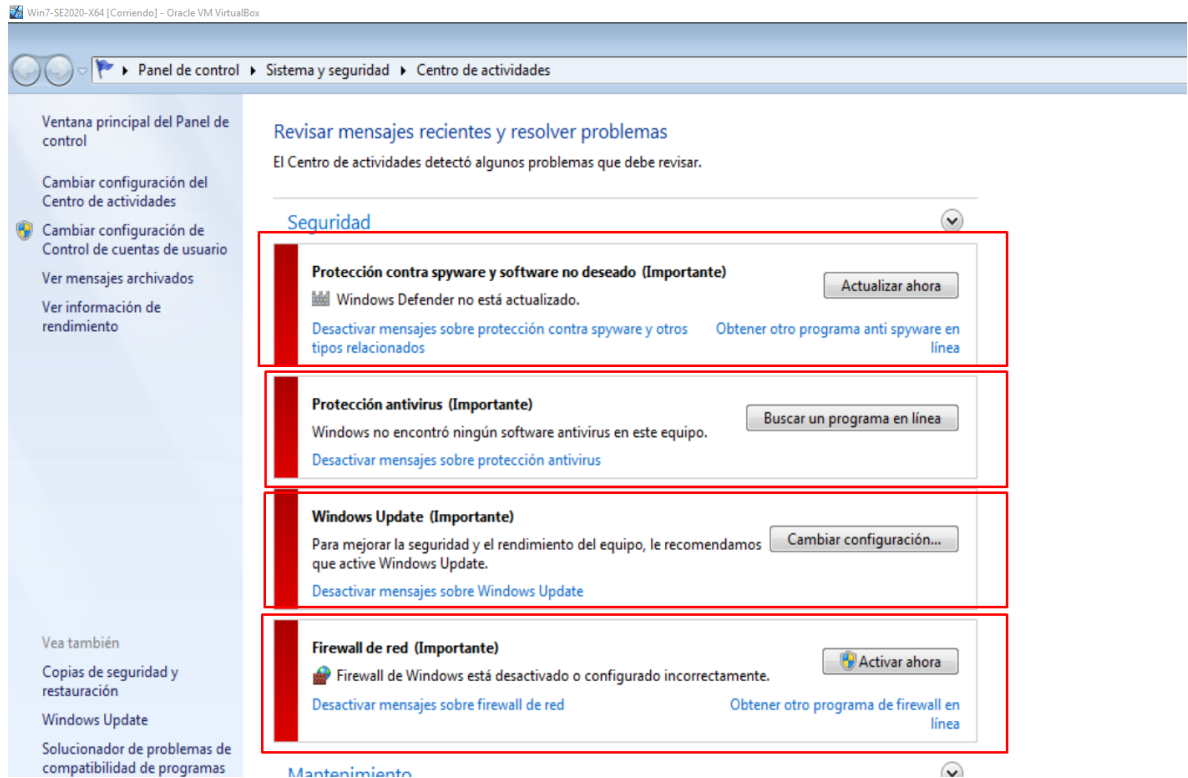 Win7-SE2020-X64 [Corriendo] - Oracle VM VirtualBox
Panel de control
Sistema y seguridad
Centro de actividades
Ventana principal del Panel de
control
Cambiar configuración del
Centro de actividades
Cambiar configuración de
Control de cuentas de usuario
Ver mensajes archivados
Ver información de
rendimiento
Vea también
Copias de seguridad y
restauración
Windows Update
Solucionador de problemas de
compatibilidad de programas
Revisar mensajes recientes y resolver problemas
El Centro de actividades detectó algunos problemas que debe revisar.
Seguridad
Protección contra spyware y software no deseado (Importante)
Windows Defender no está actualizado.
Actualizar ahora
Desactivar mensajes sobre protección contra spyware y otros
tipos relacionados
Obtener otro programa anti spyware en
línea
Protección antivirus (Importante)
Windows no encontró ningún software antivirus en este equipo.
Buscar un programa en línea
Desactivar mensajes sobre protección antivirus
Windows Update (Importante)
Para mejorar la seguridad y el rendimiento del equipo, le recomendamos
que active Windows Update.
Cambiar configuración...
Desactivar mensajes sobre Windows Update
Firewall de red (Importante)
Firewall de Windows está desactivado o configurado incorrectamente.
Activar ahora
Desactivar mensajes sobre firewall de red
Obtener otro programa de firewall en
línea
Mantenimiento